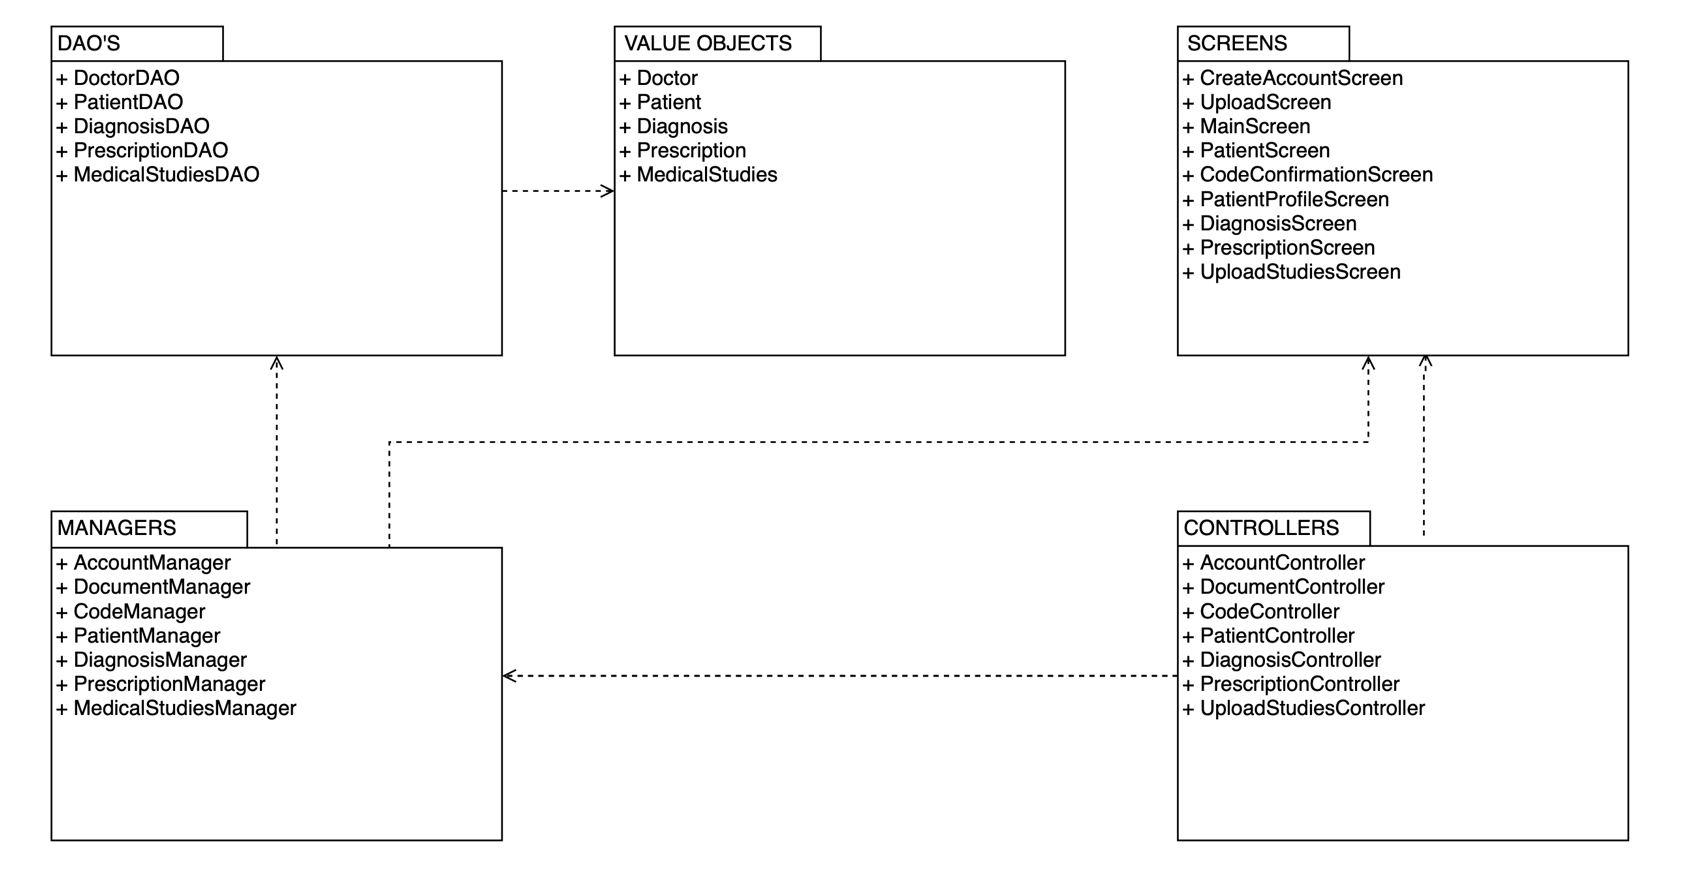 DAO'S
+ DoctorDAO
+ PatientDAO
+ DiagnosisDAO
+ PrescriptionDAO
+ MedicalStudiesDAO
VALUE OBJECTS
+ Doctor
+ Patient
+ Diagnosis
+ Prescription
+ MedicalStudies
SCREENS
+ CreateAccountScreen
+ UploadScreen
+ MainScreen
+ PatientScreen
+ CodeConfirmationScreen
+ PatientProfileScreen
+ DiagnosisScreen
+ PrescriptionScreen
+ UploadStudiesScreen
MANAGERS
+ AccountManager
+ DocumentManager
+ CodeManager
+ PatientManager
+ DiagnosisManager
+ PrescriptionManager
+ MedicalStudiesManager
CONTROLLERS
+ AccountController
+ DocumentController
+ CodeController
+ PatientController
+ DiagnosisController
+ PrescriptionController
+ UploadStudiesController